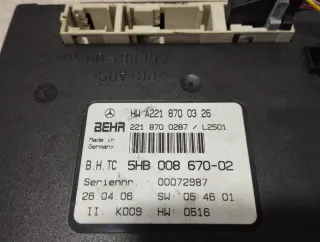 HW A221 870 03 26
BEHR 221 870 0287 / L2501
Made in
Germany
B.H.TC 5HB 008 670-02
Seriennr. 00072987
26.04.06 SW: 05 46 01
II. K009 HW: 0516